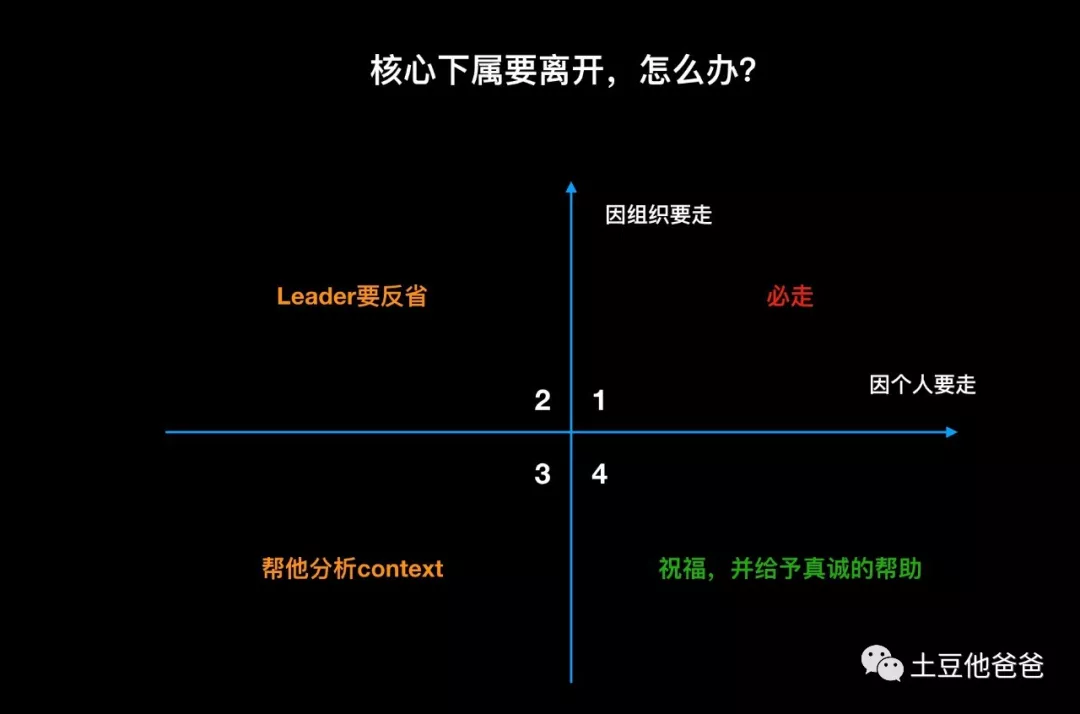 核心下属要离开，怎么办？
因组织要走
Leader要反省
必走
因个人要走
2
1
3
4
帮他分析context
祝福，并给予真诚的帮助
土豆他爸爸